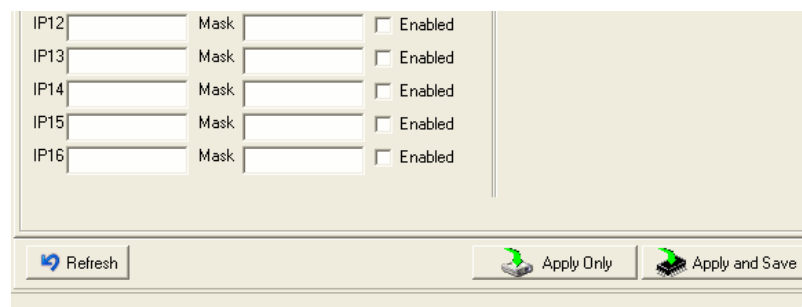 IP12 Mask Enabled
IP13 Mask Enabled
IP14 Mask Enabled
IP15 Mask Enabled
IP16 Mask Enabled
Refresh Apply Only Apply and Save